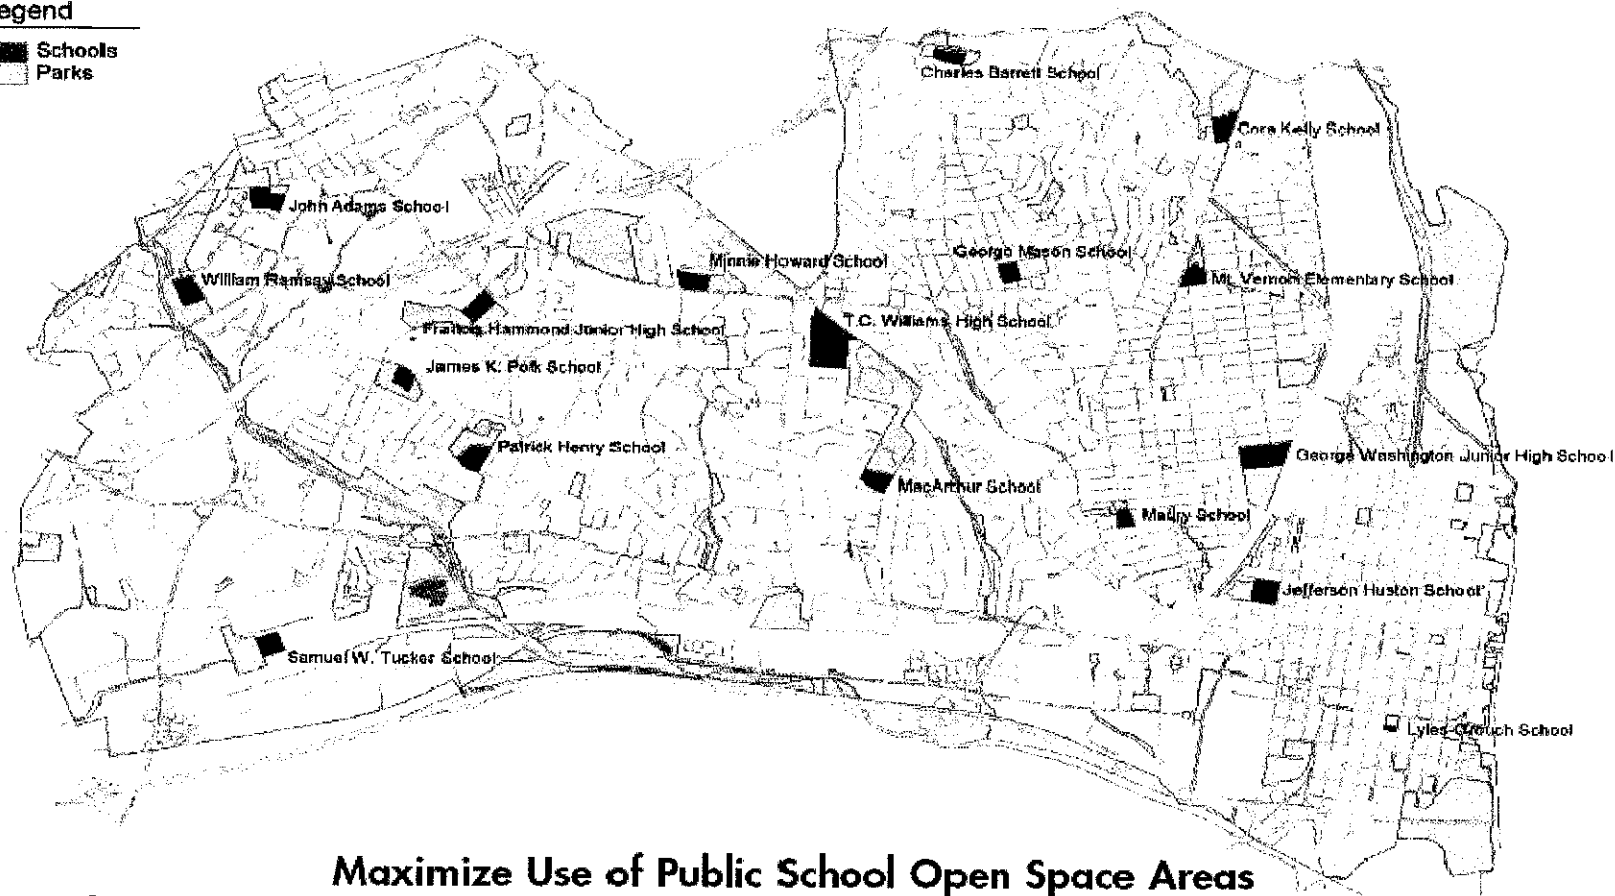 egend
Schools
Parks
Charles Barrett School
Cora Kelly School
John Adams School
George Mason School
Minnie Howard School
William Ramsay School
Mt. Vernon Elementary School
T.C. Williams High School
Francis Hammond Junior High School
James K. Polk School
Patrick Henry School
George Washington Junior High School
MacArthur School
Maury School
Jefferson Huston School
Samuel W. Tucker School
Lyles-Crouch School
Maximize Use of Public School Open Space Areas